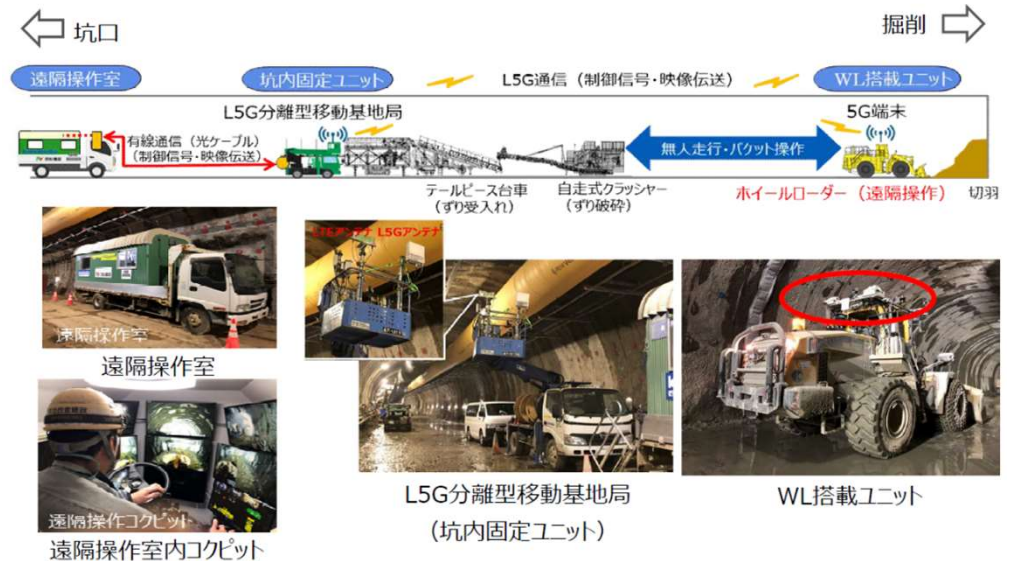 坑口
掘削
遠隔操作室
坑内固定ユニット
L5G通信（制御信号・映像伝送）
WL搭載ユニット
L5G分離型移動基地局
5G端末
有線通信（光ケーブル）
（制御信号・映像伝送）
無人走行・バケット操作
テールピース台車
（ずり受入れ）
自走式クラッシャー
（ずり破砕）
ホイールローダー（遠隔操作）
切羽
LTEアンテナ L5Gアンテナ
遠隔操作室
遠隔操作室
遠隔操作コクピット
遠隔操作室内コクピット
L5G分離型移動基地局
（坑内固定ユニット）
WL搭載ユニット